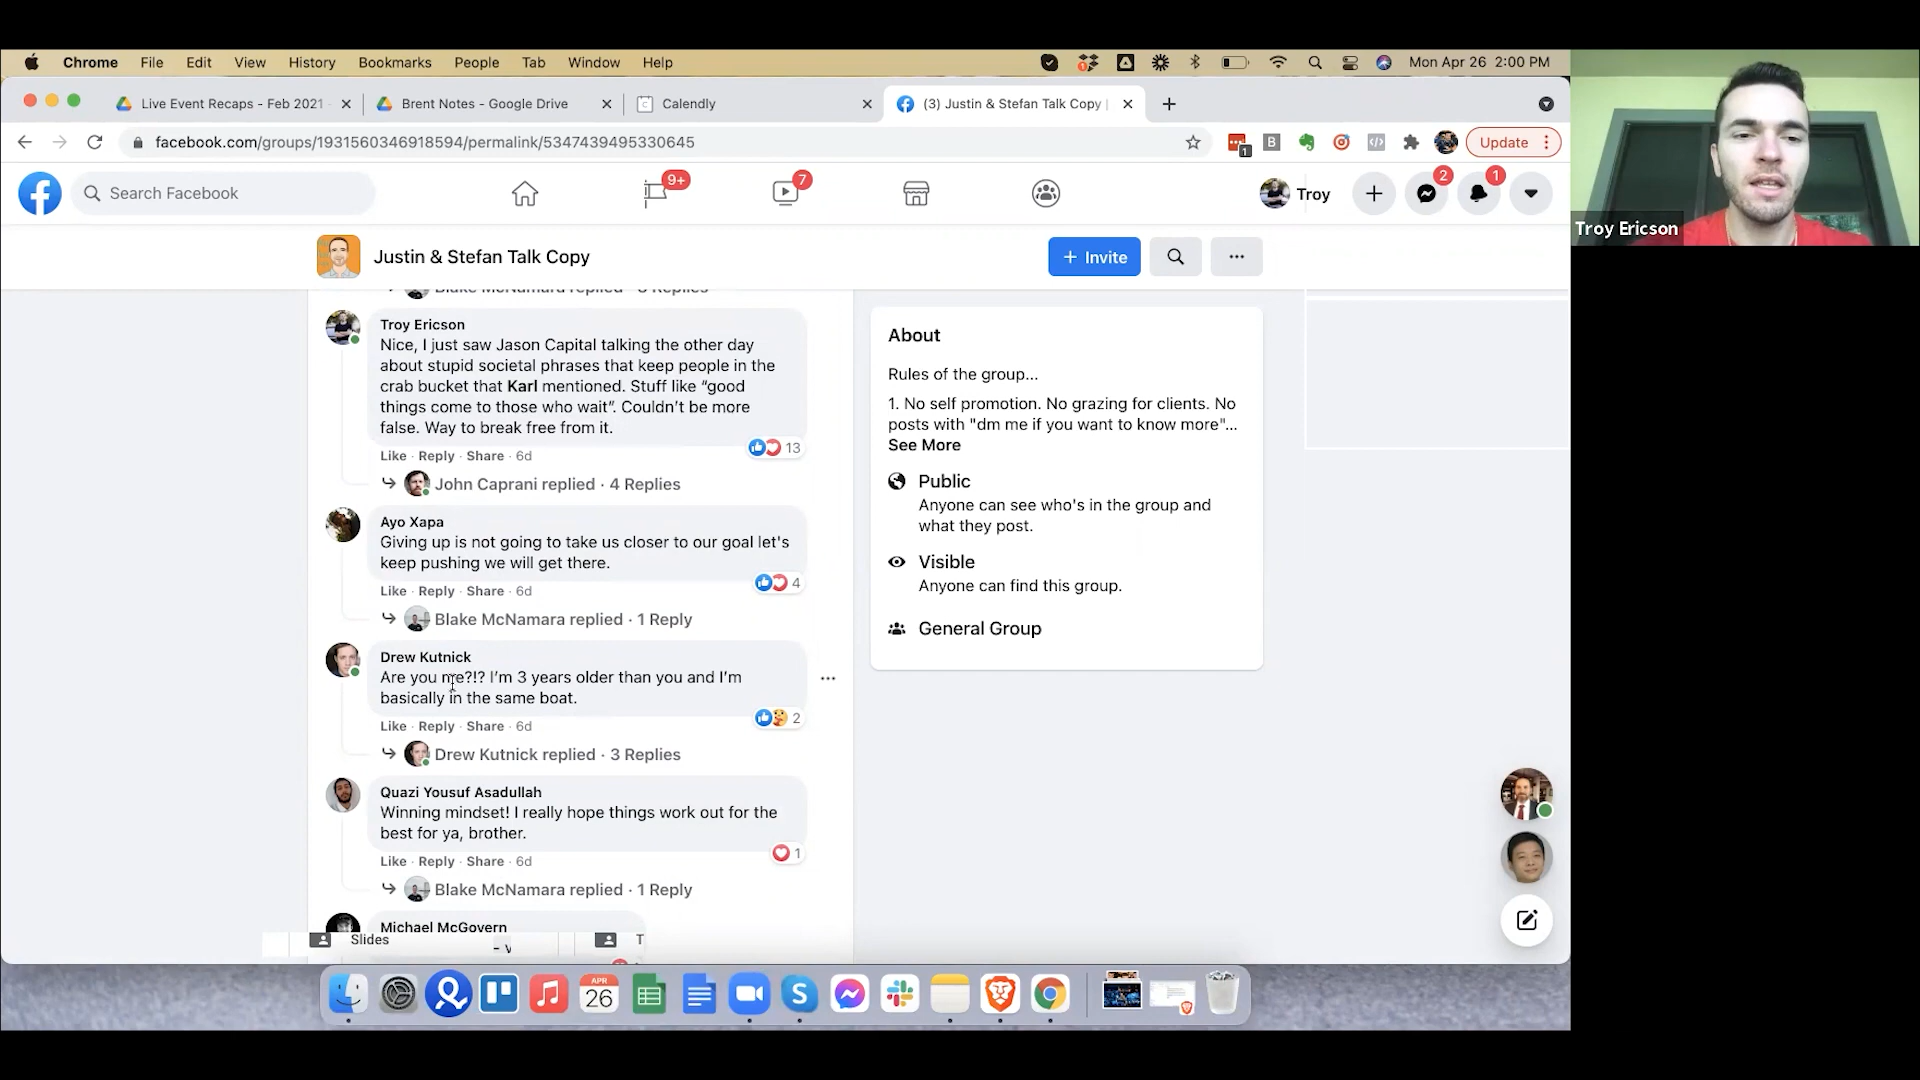 Chrome File Edit View History Bookmarks People Tab Window Help
Mon Apr 26 2:00 PM
Live Event Recaps - Feb 2021 -
Brent Notes - Google Drive
Calendly
(3) Justin & Stefan Talk Copy |
facebook.com/groups/1931560346918594/permalink/5347439495330645
1
B
Update
Search Facebook
9+
7
Troy
2
1
Troy Ericson
Justin & Stefan Talk Copy
+ Invite
Blake McNamara replied
Troy Ericson
Nice, I just saw Jason Capital talking the other day
about stupid societal phrases that keep people in the
crab bucket that Karl mentioned. Stuff like “good
things come to those who wait”. Couldn't be more
false. Way to break free from it.
13
Like · Reply · Share · 6d
John Caprani replied · 4 Replies
Ayo Xapa
Giving up is not going to take us closer to our goal let's
keep pushing we will get there.
4
Like · Reply · Share · 6d
Blake McNamara replied · 1 Reply
Drew Kutnick
Are you me?!? I'm 3 years older than you and I'm
basically in the same boat.
2
Like · Reply · Share · 6d
Drew Kutnick replied · 3 Replies
Quazi Yousuf Asadullah
Winning mindset! I really hope things work out for the
best for ya, brother.
1
Like · Reply · Share · 6d
Blake McNamara replied · 1 Reply
Michael McGovern
Slides
T
About
Rules of the group...
1. No self promotion. No grazing for clients. No
posts with "dm me if you want to know more"...
See More
Public
Anyone can see who's in the group and
what they post.
Visible
Anyone can find this group.
General Group
APR
26
S